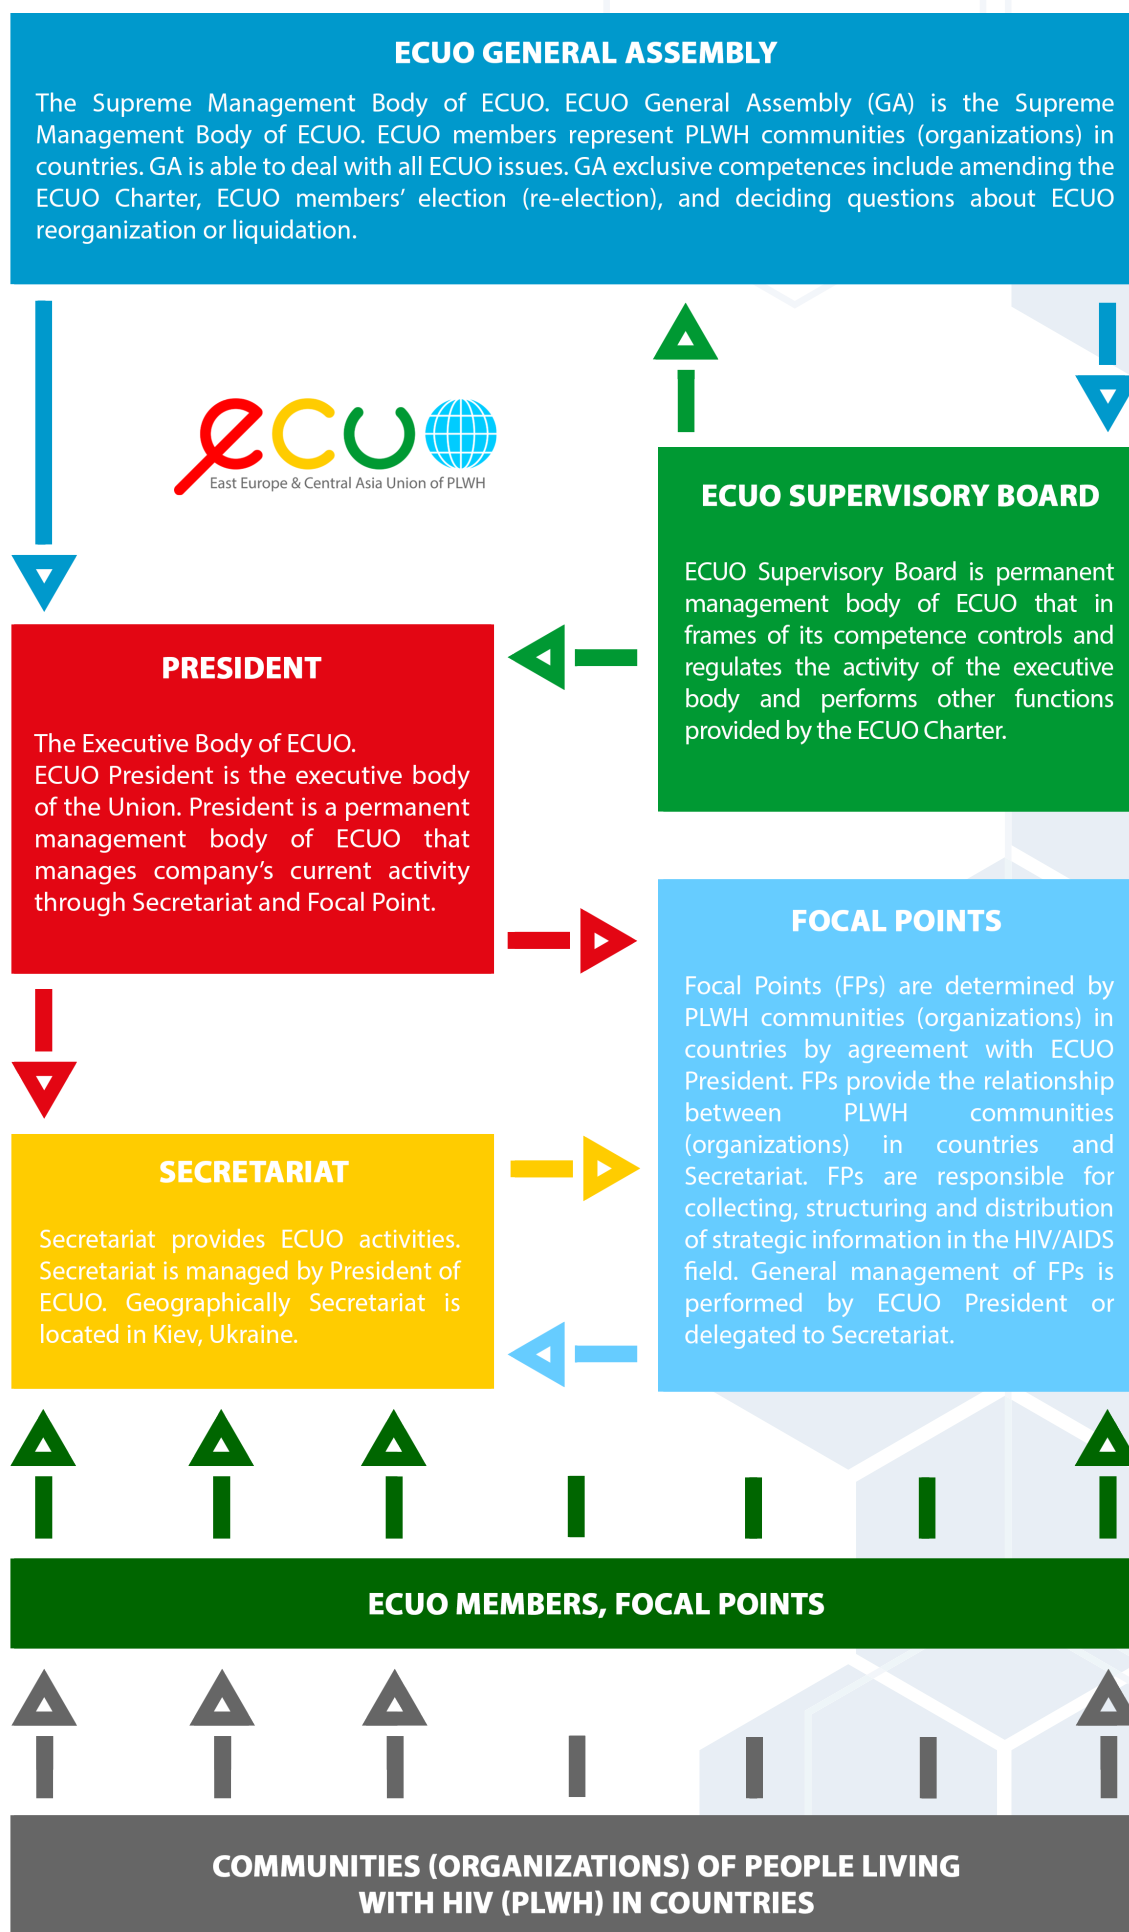 ECUO GENERAL ASSEMBLY
The Supreme Management Body of ECUO. ECUO General Assembly (GA) is the Supreme
Management Body of ECUO. ECUO members represent PLWH communities (organizations) in
countries. GA is able to deal with all ECUO issues. GA exclusive competences include amending the
ECUO Charter, ECUO members’ election (re-election), and deciding questions about ECUO
reorganization or liquidation.
ecuo
East Europe & Central Asia Union of PLWH
ECUO SUPERVISORY BOARD
ECUO Supervisory Board is permanent
management body of ECUO that in
frames of its competence controls and
regulates the activity of the executive
body and performs other functions
provided by the ECUO Charter.
PRESIDENT
The Executive Body of ECUO.
ECUO President is the executive body
of the Union. President is a permanent
management body of ECUO that
manages company’s current activity
through Secretariat and Focal Point.
FOCAL POINTS
Focal Points (FPs) are determined by
PLWH communities (organizations) in
countries by agreement with ECUO
President. FPs provide the relationship
between PLWH communities
(organizations) in countries and
Secretariat. FPs are responsible for
collecting, structuring and distribution
of strategic information in the HIV/AIDS
field. General management of FPs is
performed by ECUO President or
delegated to Secretariat.
SECRETARIAT
Secretariat provides ECUO activities.
Secretariat is managed by President of
ECUO. Geographically Secretariat is
located in Kiev, Ukraine.
ECUO MEMBERS, FOCAL POINTS
COMMUNITIES (ORGANIZATIONS) OF PEOPLE LIVING
WITH HIV (PLWH) IN COUNTRIES